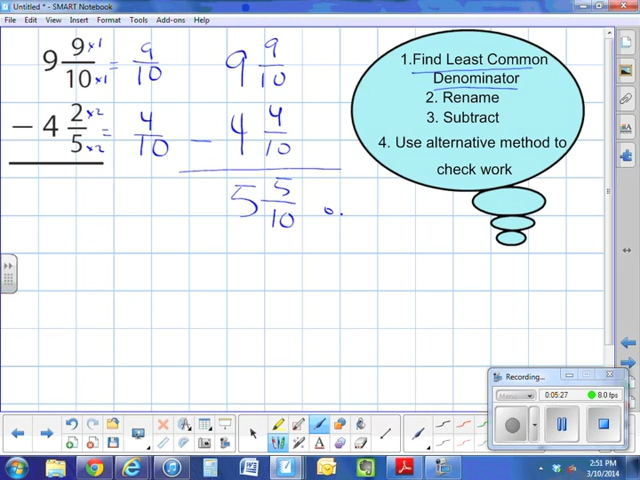 Untitled * - SMART Notebook
File Edit View Insert Format Tools Add-ons Help
9 9/10 ×1 ×1 = 9/10
9 9/10
- 4 2/5 ×2 ×2 = 4/10
- 4 4/10
5 5/10 o.
1.Find Least Common
Denominator
2. Rename
3. Subtract
4. Use alternative method to
check work
Recording...
Menu
0:05:27
8.0 fps
2:51 PM
3/10/2014